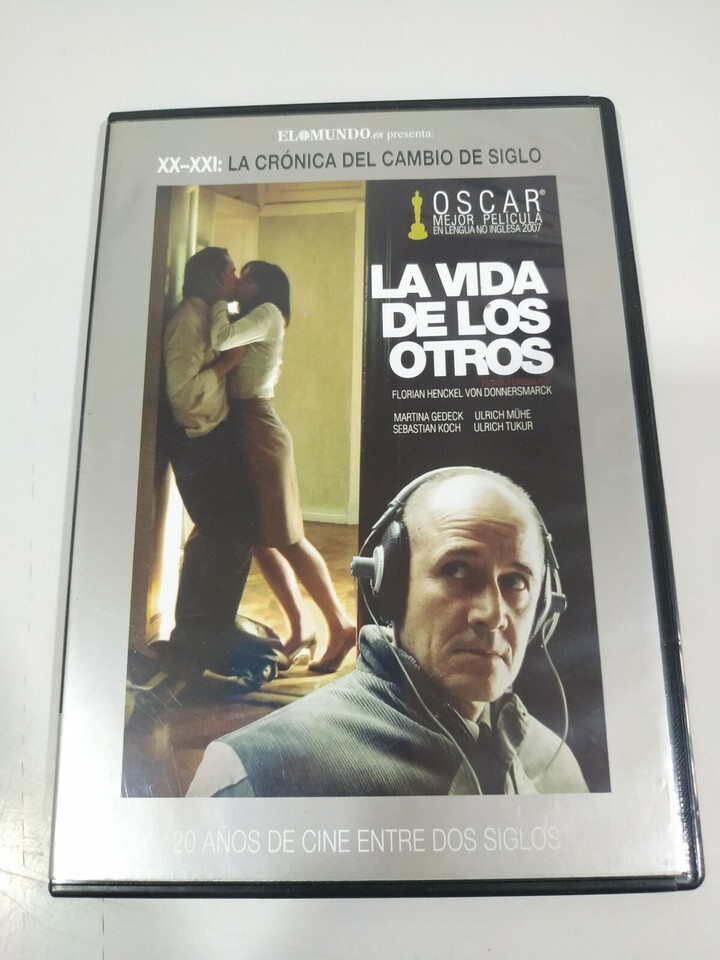 EL MUNDO.es presenta:
XX-XXI: LA CRÓNICA DEL CAMBIO DE SIGLO
OSCAR®
MEJOR PELÍCULA
EN LENGUA NO INGLESA 2007
LA VIDA
DE LOS
OTROS
FLORIAN HENCKEL VON DONNERSMARCK
MARTINA GEDECK ULRICH MÜHE
SEBASTIAN KOCH ULRICH TUKUR
20 AÑOS DE CINE ENTRE DOS SIGLOS